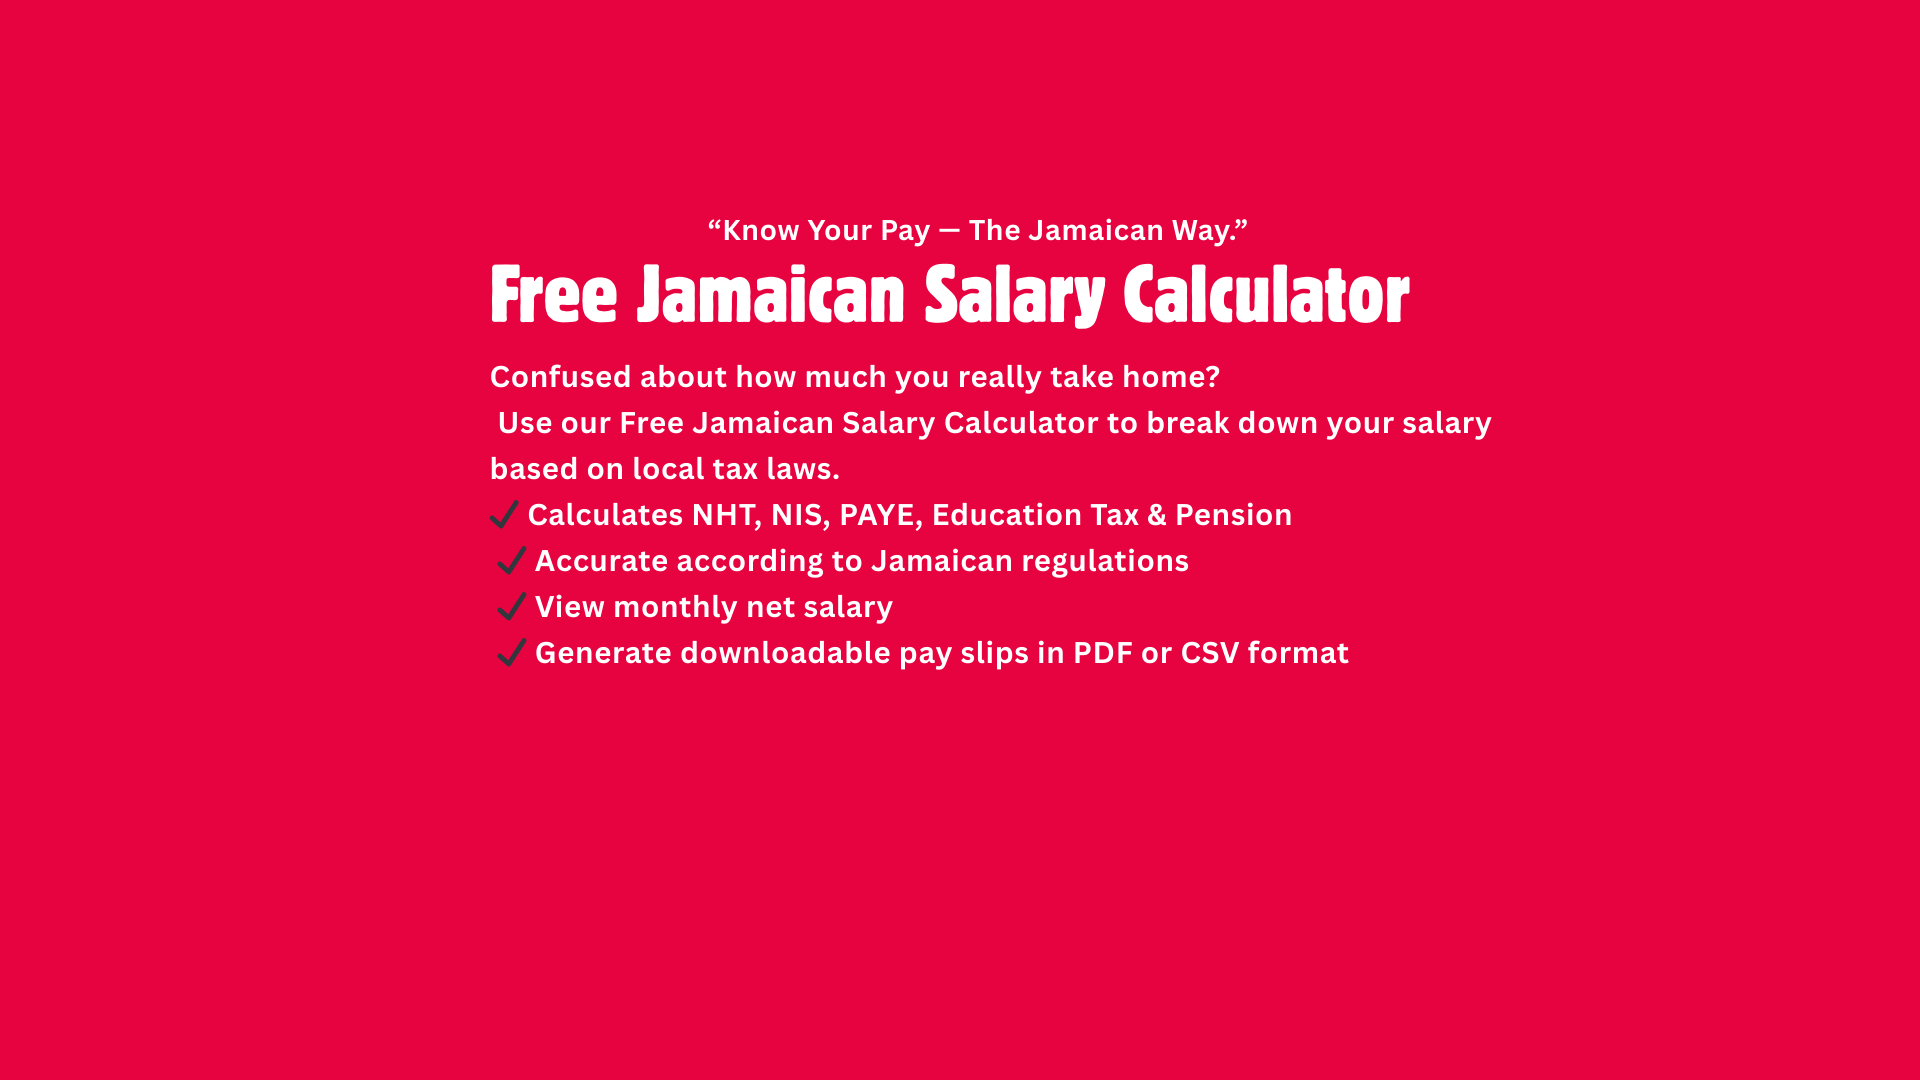 “Know Your Pay — The Jamaican Way.”
Free Jamaican Salary Calculator
Confused about how much you really take home?
Use our Free Jamaican Salary Calculator to break down your salary
based on local tax laws.
✔ Calculates NHT, NIS, PAYE, Education Tax & Pension
✔ Accurate according to Jamaican regulations
✔ View monthly net salary
✔ Generate downloadable pay slips in PDF or CSV format